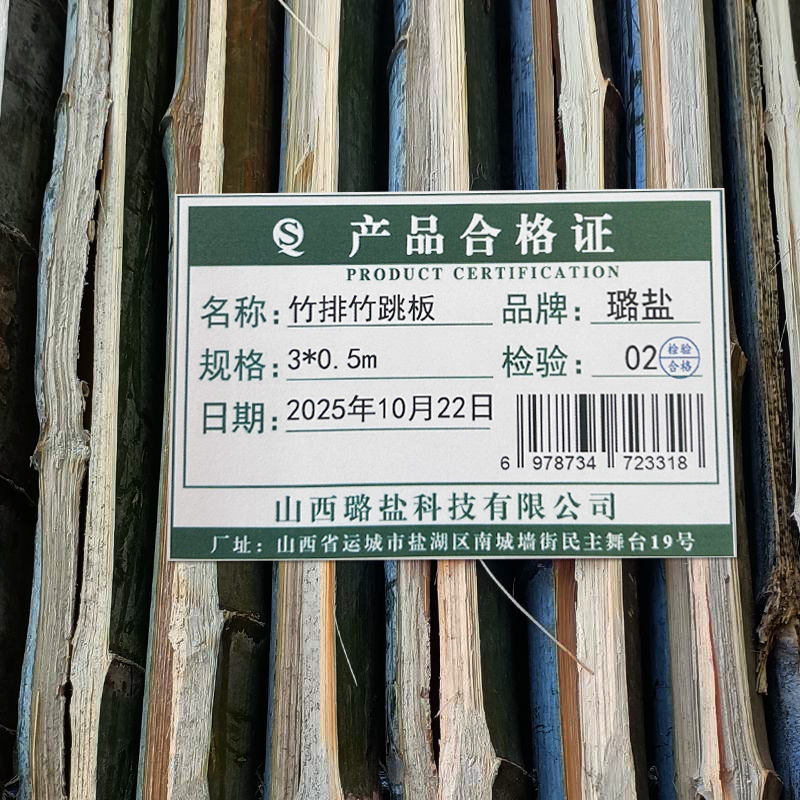 产品合格证
PRODUCT CERTIFICATION
名称：竹排竹跳板 品牌：璐盐
规格：3*0.5m 检验：02 检验合格
日期：2025年10月22日
6 978734 723318
山西璐盐科技有限公司
厂址：山西省运城市盐湖区南城墙街民主舞台19号